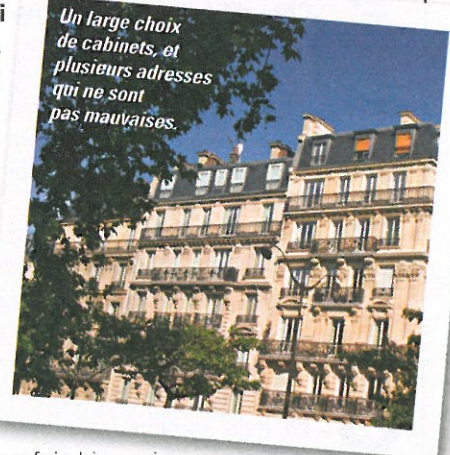 Un large choix
de cabinets, et
plusieurs adresses
qui ne sont
pas mauvaises.